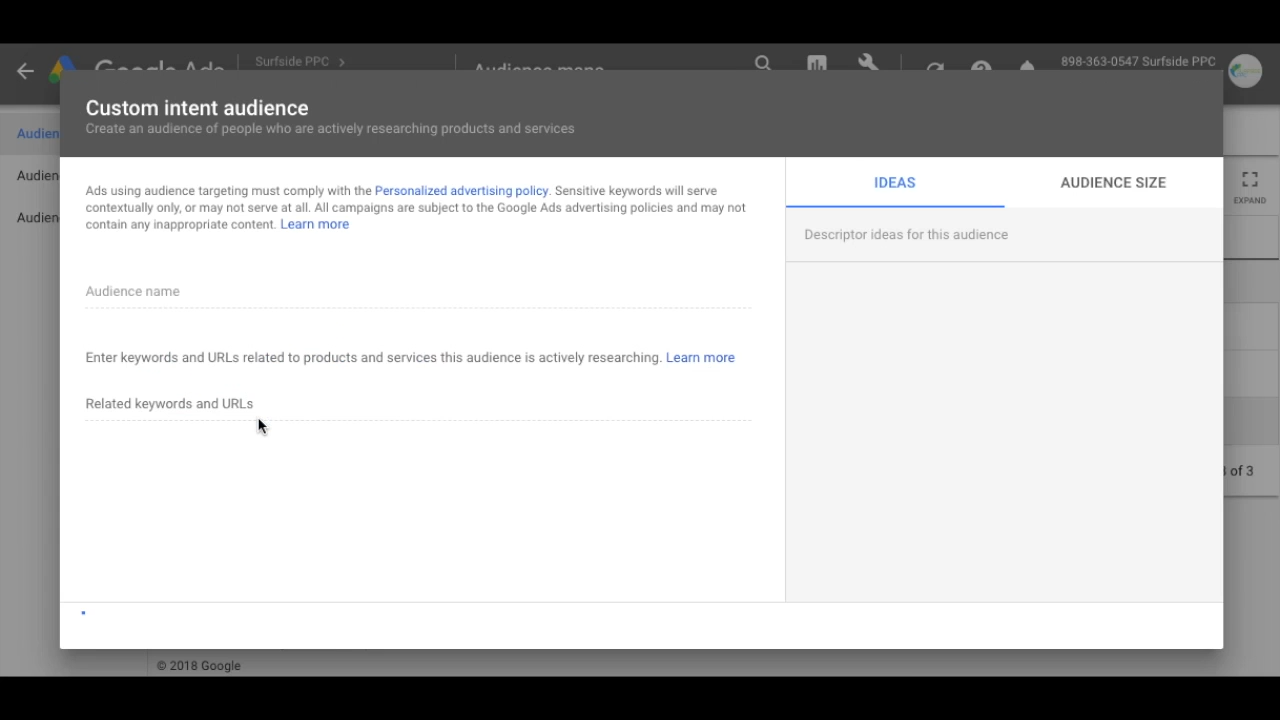 Surfside PPC >
Google Ads
Audience mana
898-363-0547 Surfside PPC
Custom intent audience
Create an audience of people who are actively researching products and services
Audien
Audien
Audien
Ads using audience targeting must comply with the Personalized advertising policy. Sensitive keywords will serve
contextually only, or may not serve at all. All campaigns are subject to the Google Ads advertising policies and may not
contain any inappropriate content. Learn more
IDEAS
AUDIENCE SIZE
EXPAND
Descriptor ideas for this audience
Audience name
Enter keywords and URLs related to products and services this audience is actively researching. Learn more
Related keywords and URLs
of 3
© 2018 Google